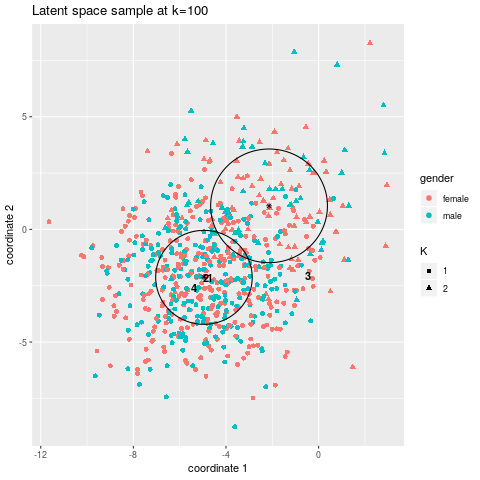 Latent space sample at k=100
5
0
-5
-12
-8
-4
0
coordinate 1
coordinate 2
gender
female
male
K
1
2
3
4